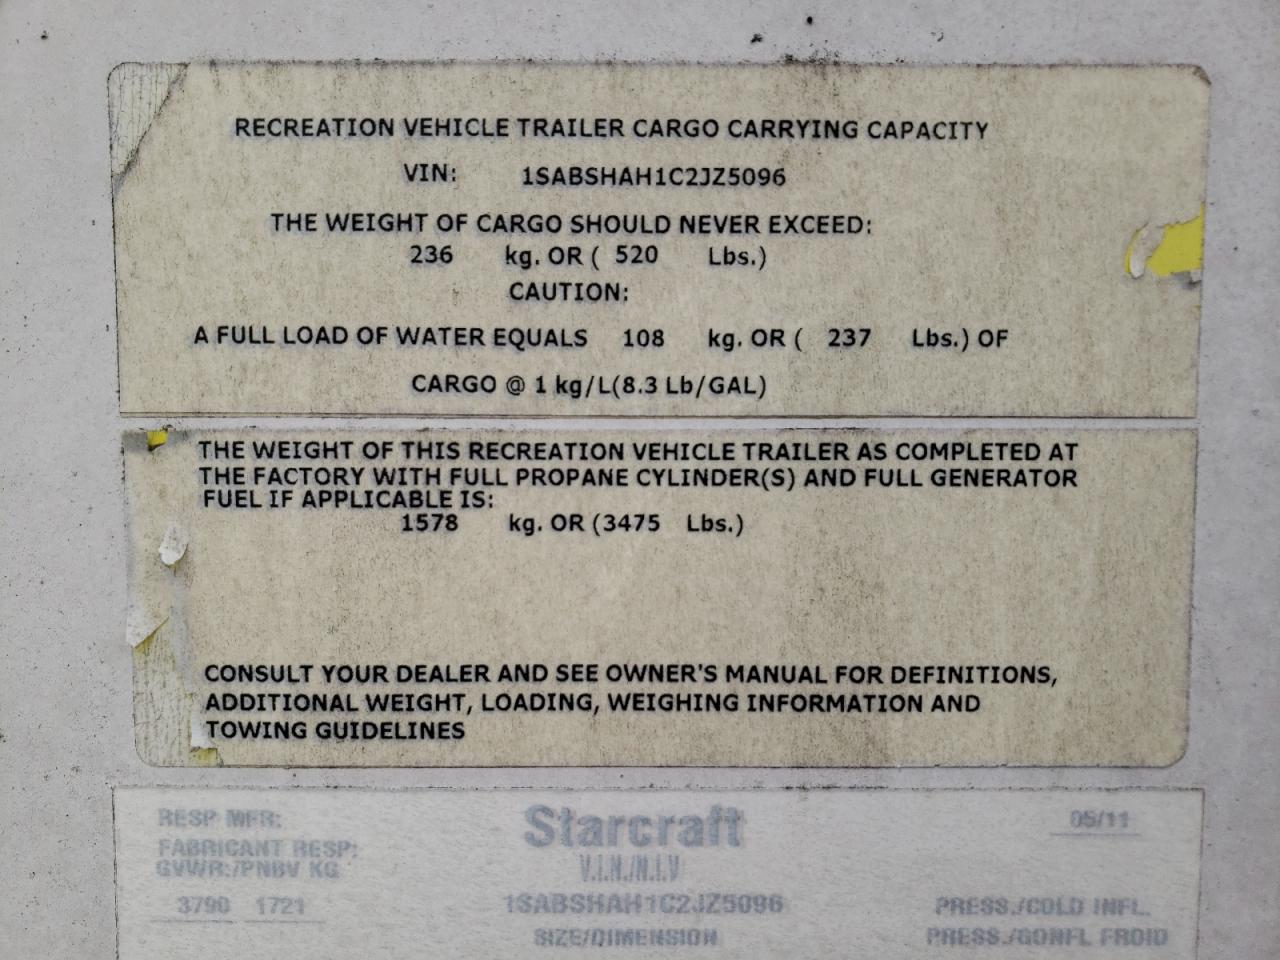 RECREATION VEHICLE TRAILER CARGO CARRYING CAPACITY
VIN: 1SABSHAH1C2JZ5096
THE WEIGHT OF CARGO SHOULD NEVER EXCEED:
236 kg. OR ( 520 Lbs.)
CAUTION:
A FULL LOAD OF WATER EQUALS 108 kg. OR ( 237 Lbs.) OF
CARGO @ 1 kg/L(8.3 Lb/GAL)
THE WEIGHT OF THIS RECREATION VEHICLE TRAILER AS COMPLETED AT
THE FACTORY WITH FULL PROPANE CYLINDER(S) AND FULL GENERATOR
FUEL IF APPLICABLE IS:
1578 kg. OR (3475 Lbs.)
CONSULT YOUR DEALER AND SEE OWNER'S MANUAL FOR DEFINITIONS,
ADDITIONAL WEIGHT, LOADING, WEIGHING INFORMATION AND
TOWING GUIDELINES
RESP MFR: Starcraft 05/11
FABRICANT RESP:
GVWR:/PNBV KG V.I.N./N.I.V
3790 1721 1SABSHAH1C2JZ5096 PRESS./COLD INFL.
SIZE/DIMENSION PRESS./GONFL FROID